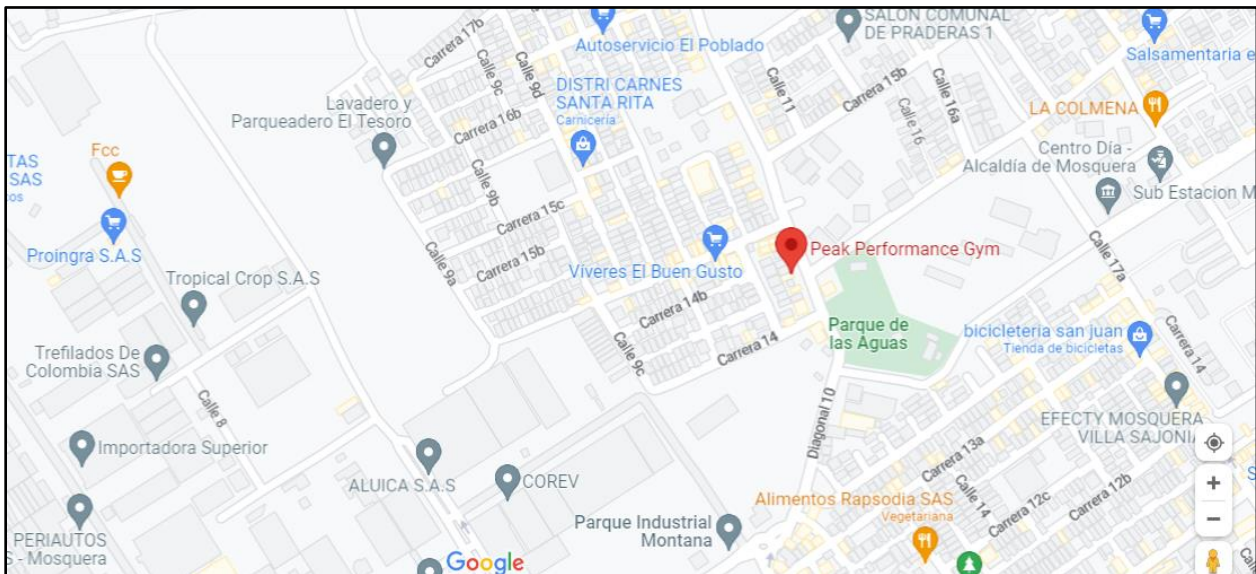 Carrera 17b
Calle 9c
Calle 9d
Autoservicio El Poblado
SALON COMUNAL
DE PRADERAS 1
Salsamentaria e
DISTRI CARNES
SANTA RITA
Carnicería
Calle 11
Carrera 15b
Calle 16a
Calle 16
LA COLMENA
Lavadero y
Parqueadero El Tesoro
Carrera 16b
Centro Día -
Alcaldía de Mosquera
Sub Estacion M
TAS
SAS
os
Fcc
Proingra S.A.S
Calle 9b
Carrera 15c
Carrera 15b
Calle 9a
Víveres El Buen Gusto
Peak Performance Gym
Calle 17a
Tropical Crop S.A.S
Carrera 14b
Parque de
las Aguas
bicicleteria san juan
Tienda de bicicletas
Carrera 14
Trefilados De
Colombia SAS
Calle 9c
Carrera 14
Calle 8
Diagonal 10
EFECTY MOSQUERA
VILLA SAJONIA
Importadora Superior
Carrera 13a
ALUICA S.A.S
COREV
Alimentos Rapsodia SAS
Vegetariana
Calle 14
Carrera 12c
Carrera 12b
Parque Industrial
Montana
PERIAUTOS
S - Mosquera
Google
Calle